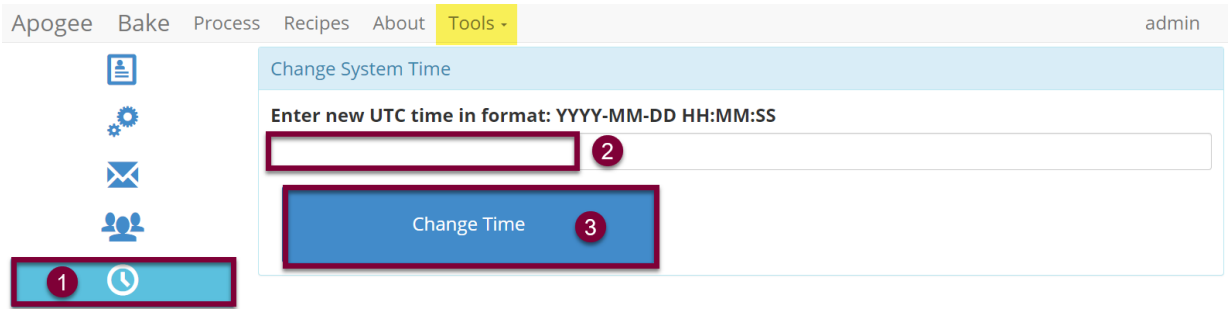 Apogee Bake Process Recipes About Tools admin
Change System Time
Enter new UTC time in format: YYYY-MM-DD HH:MM:SS
2
Change Time 3
1